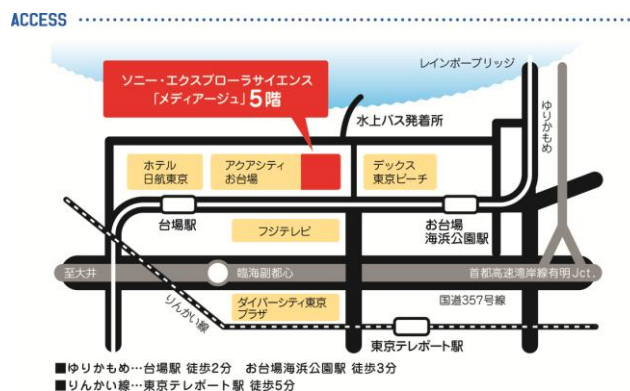 ACCESS
レインボーブリッジ
ソニー・エクスプローラサイエンス
「メディアージュ」5階
ゆりかもめ
水上バス発着所
ホテル
日航東京
アクアシティ
お台場
デックス
東京ビーチ
台場駅
フジテレビ
お台場
海浜公園駅
至大井
臨海副都心
首都高速湾岸線有明Jct.
りんかい線
ダイバーシティ東京
プラザ
国道357号線
東京テレポート駅
■ゆりかもめ…台場駅 徒歩2分 お台場海浜公園駅 徒歩3分
■りんかい線…東京テレポート駅 徒歩5分